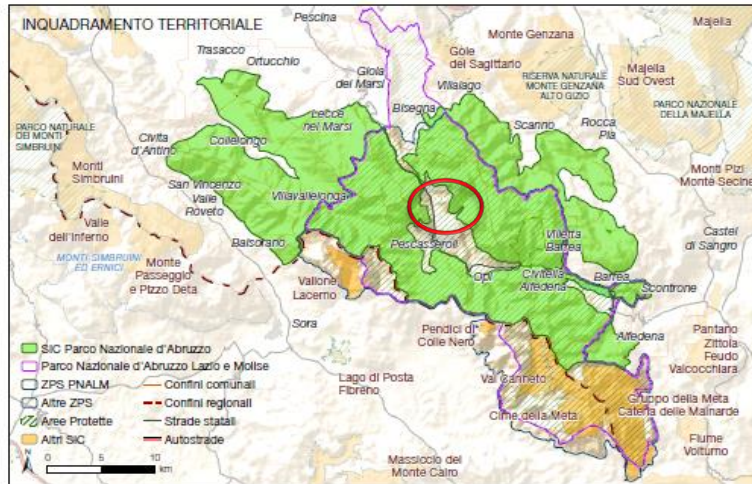 INQUADRAMENTO TERRITORIALE
Pescina
Monte Genzana
Majella
Trasacco
Ortucchio
Gioia
dei Marsi
Gole
del Sagittario
Villalago
Majella
Sud Ovest
RISERVA NATURALE
MONTE GENZANA
ALTO GIZIO
PARCO NAZIONALE
DELLA MAJELLA
Bisegna
Lecce
nei Marsi
Scanno
Rocca
Pia
PARCO NATURALE
DEI MONTI
SIMBRUINI
Civita
d'Antino
Collelongo
Monti
Simbruini
San Vincenzo
Valle
Roveto
Villavallelonga
Monti Pizi
Monte Secine
Valle
dell'Inferno
Balsorano
Pescasseroli
Villetta
Barrea
Castel
di Sangro
MONTI SIMBRUINI
ED ERNICI
Monte
Passeggio
e Pizzo Deta
Vallone
Lacerno
Opi
Civitella
Alfedena
Barrea
Scontrone
Sora
Pendici di
Colle Nero
Alfedena
Pantano
Zittola
Feudo
Valcocchiara
Lago di Posta
Fibreno
Val Canneto
Gruppo della Meta
Catena delle Mainarde
Cime della Meta
Fiume
Volturno
Massiccio del
Monte Cairo
SIC Parco Nazionale d'Abruzzo
Parco Nazionale d'Abruzzo Lazio e Molise
ZPS PNALM
Confini comunali
Altre ZPS
Confini regionali
Aree Protette
Strade statali
Altri SIC
Autostrade
N
0 5 10
km